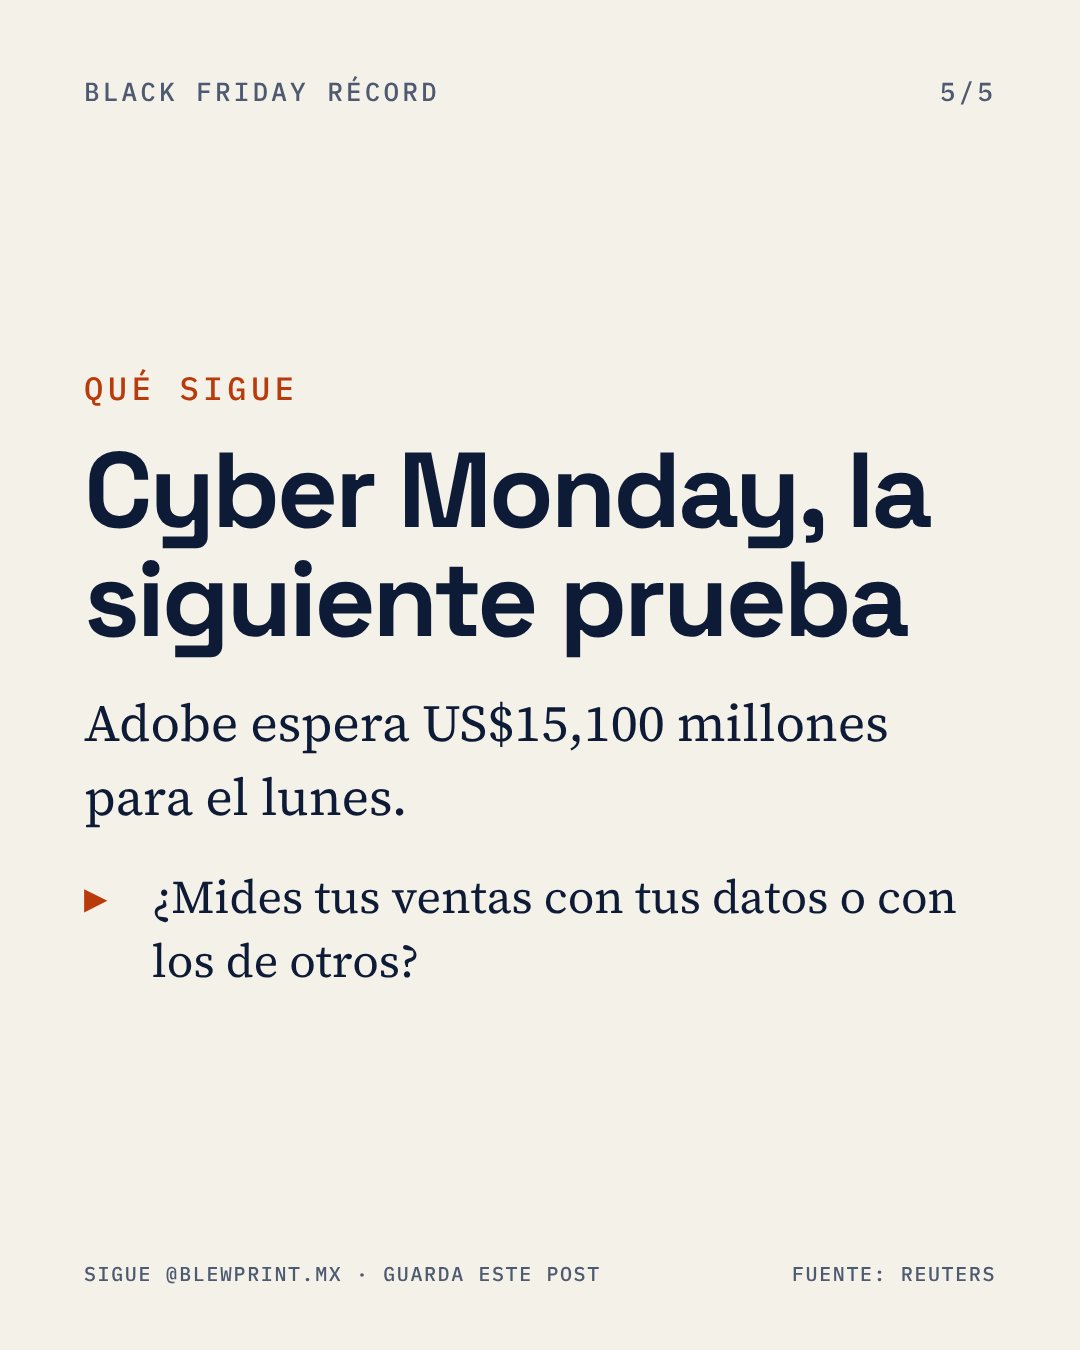 BLACK FRIDAY RÉCORD
5/5
QUÉ SIGUE
Cyber Monday, la
siguiente prueba
Adobe espera US$15,100 millones
para el lunes.
▶ ¿Mides tus ventas con tus datos o con
los de otros?
SIGUE @BLEWPRINT.MX · GUARDA ESTE POST
FUENTE: REUTERS